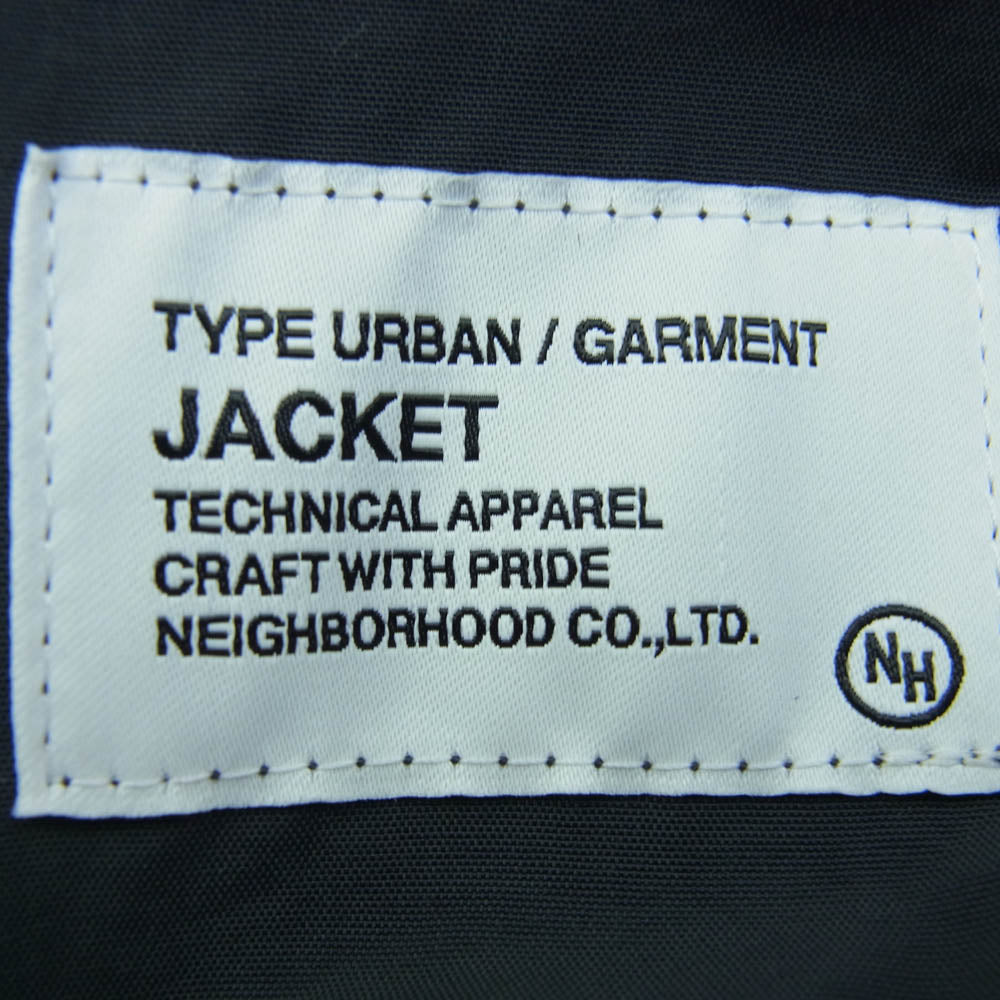 TYPE URBAN / GARMENT
JACKET
TECHNICAL APPAREL
CRAFT WITH PRIDE
NEIGHBORHOOD CO.,LTD.
NH